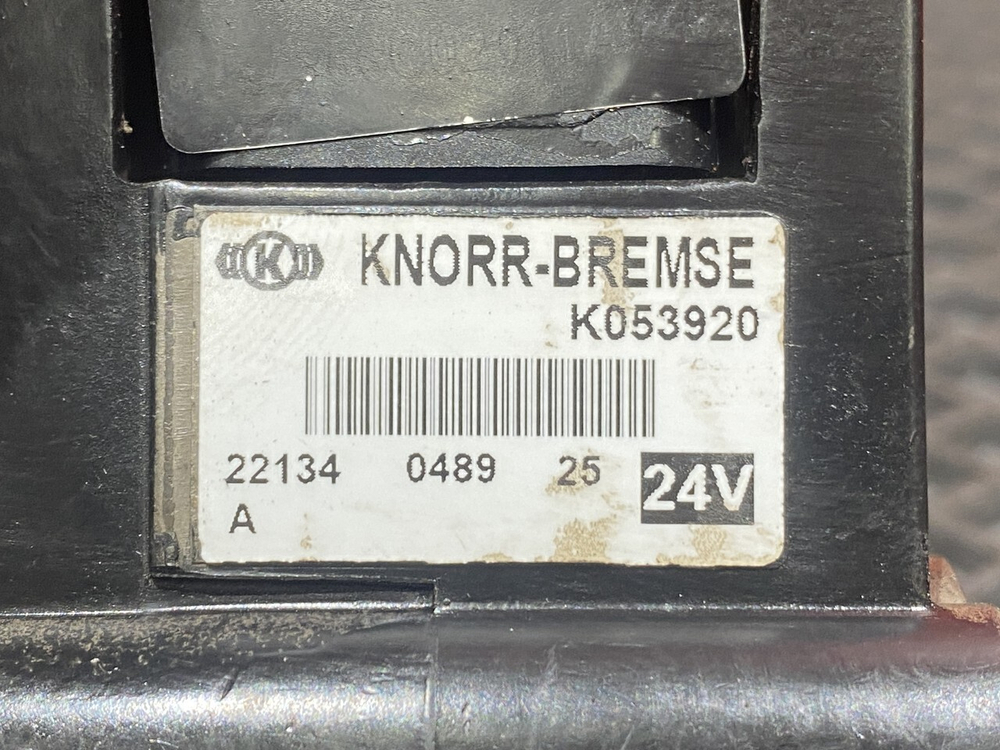 K KNORR-BREMSE
K053920
22134 0489 25 24V
A